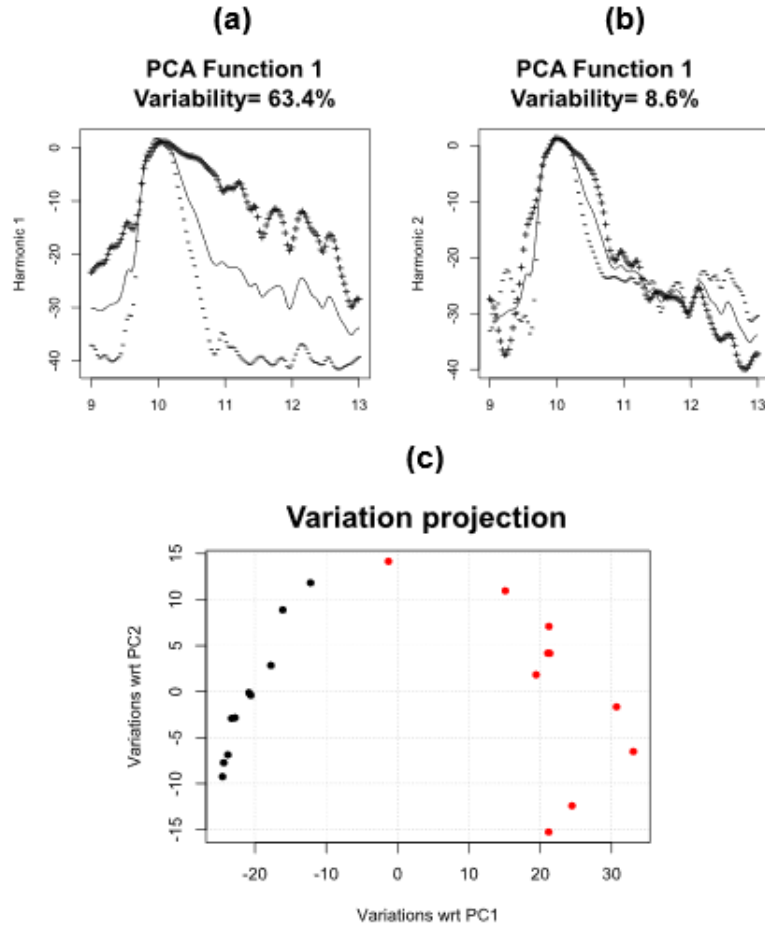 (a)
PCA Function 1
Variability= 63.4%
Harmonic 1
0
-10
-20
-30
-40
9 10 11 12 13
(b)
PCA Function 1
Variability= 8.6%
Harmonic 2
0
-10
-20
-30
-40
9 10 11 12 13
(c)
Variation projection
Variations wrt PC2
15
10
5
0
-5
-10
-15
-20 -10 0 10 20 30
Variations wrt PC1